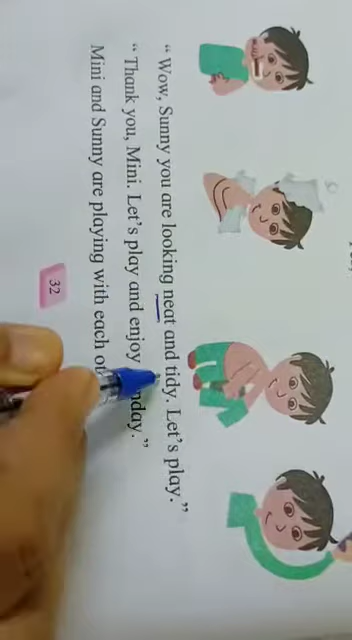 “ Wow, Sunny you are looking neat and tidy. Let’s play.”
“ Thank you, Mini. Let’s play and enjoy
Mini and Sunny are playing with each
32